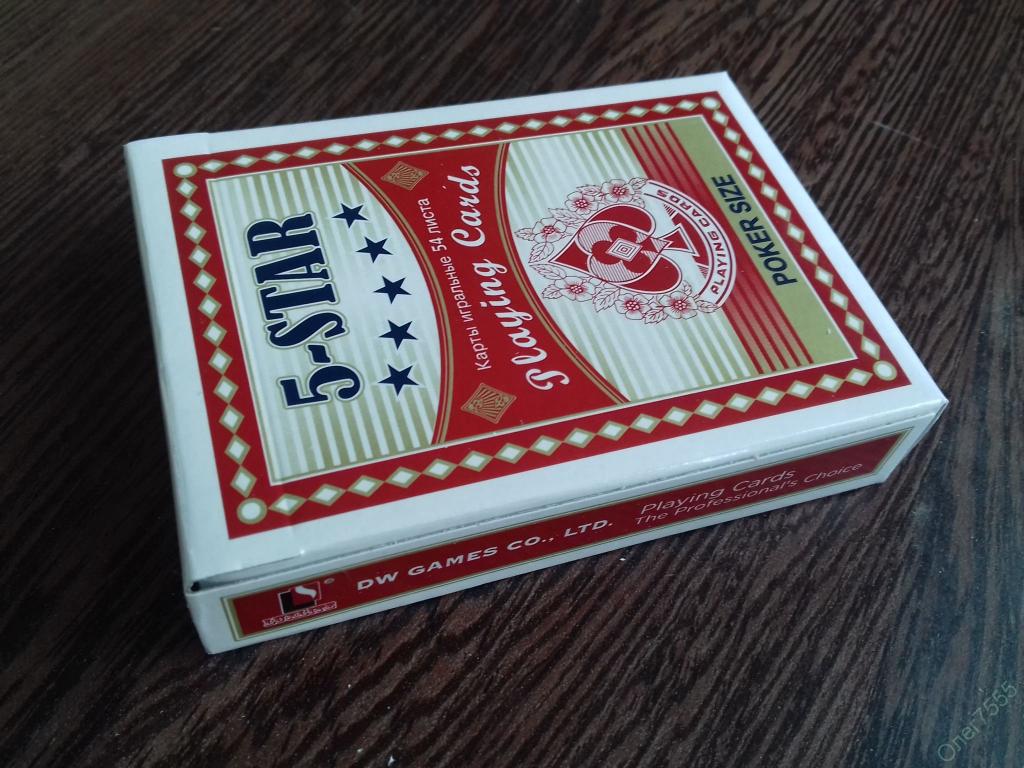 5-STAR
Карты игральные 54 листа
Playing Cards
PLAYING CARDS
POKER SIZE
LS®
DW GAMES CO., LTD.
Playing Cards
The Professional's Choice
Олег7555